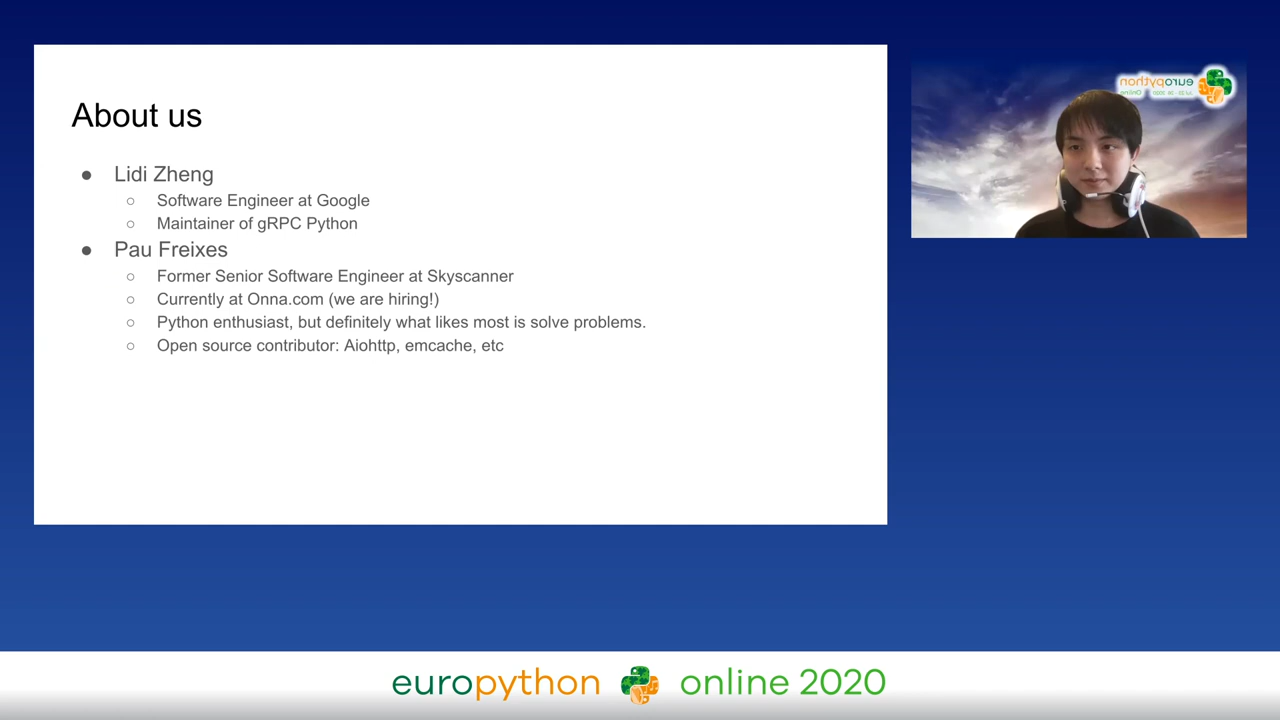 About us
● Lidi Zheng
○ Software Engineer at Google
○ Maintainer of gRPC Python
● Pau Freixes
○ Former Senior Software Engineer at Skyscanner
○ Currently at Onna.com (we are hiring!)
○ Python enthusiast, but definitely what likes most is solve problems.
○ Open source contributor: Aiohttp, emcache, etc
europython
Online
europython online 2020